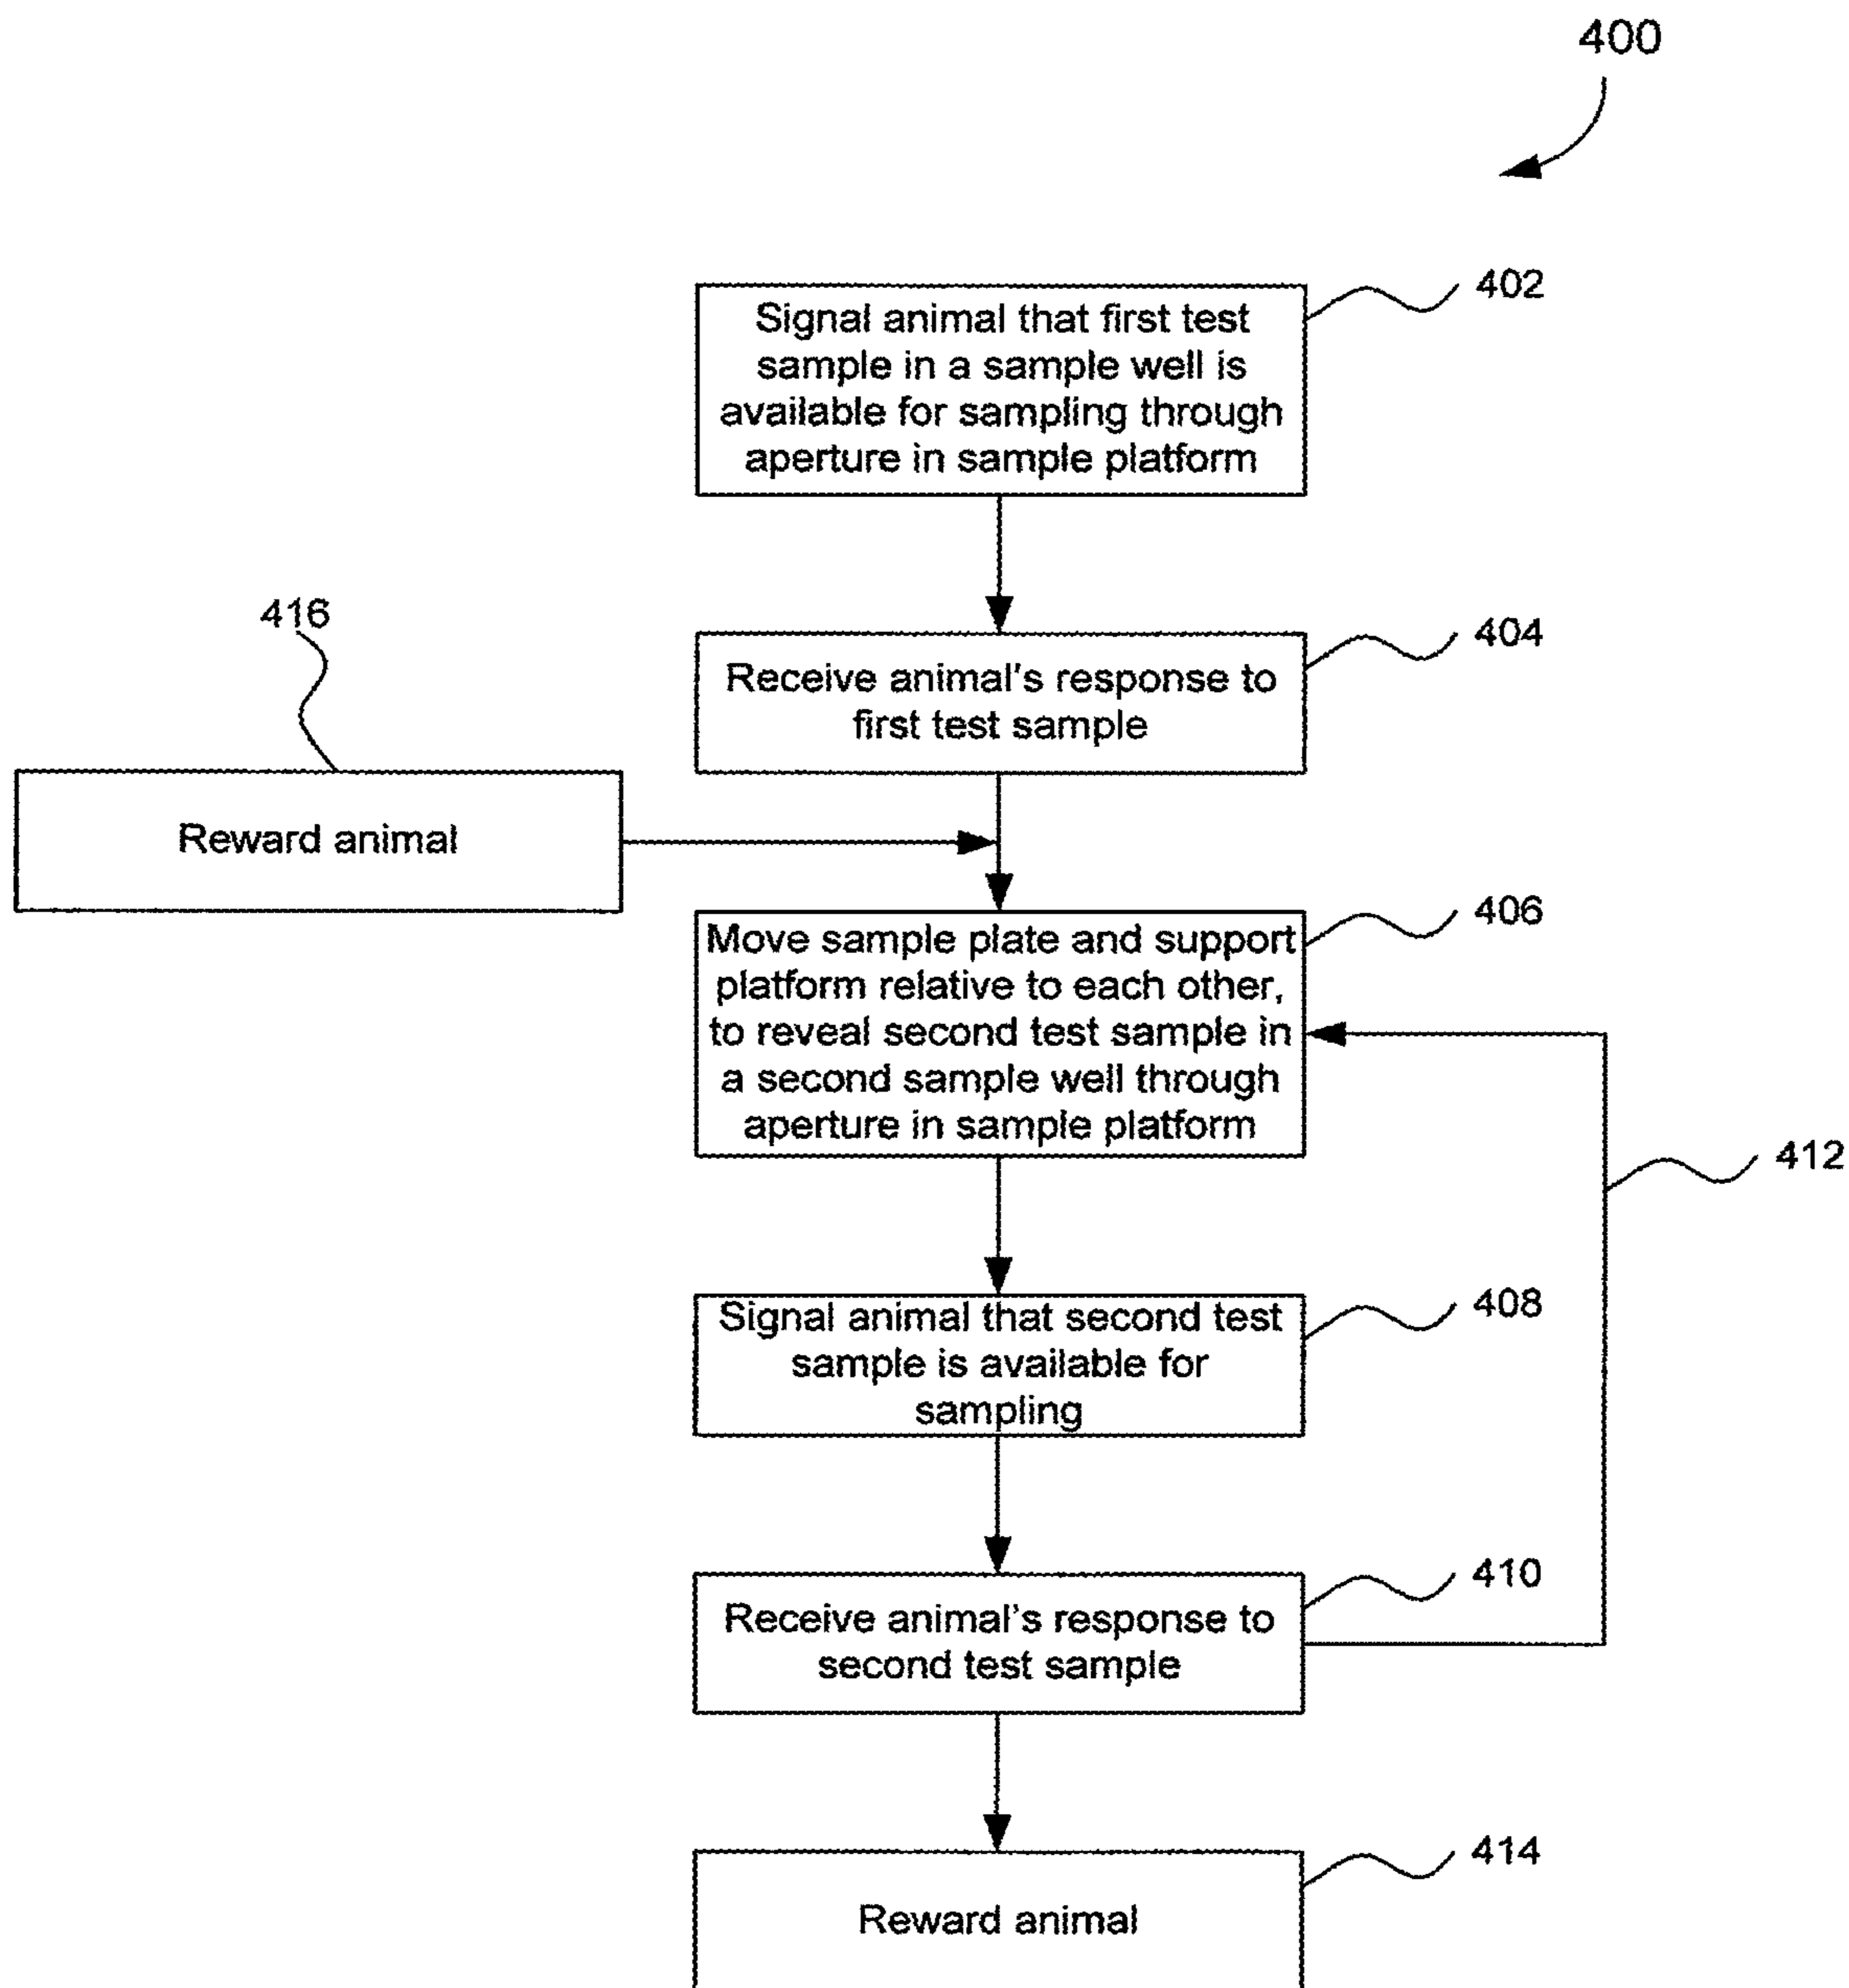 400
402
Signal animal that first test
sample in a sample well is
available for sampling through
aperture in sample platform
416
404
Receive animal's response to
first test sample
Reward animal
406
Move sample plate and support
platform relative to each other,
to reveal second test sample in
a second sample well through
aperture in sample platform
412
408
Signal animal that second test
sample is available for
sampling
410
Receive animal's response to
second test sample
414
Reward animal